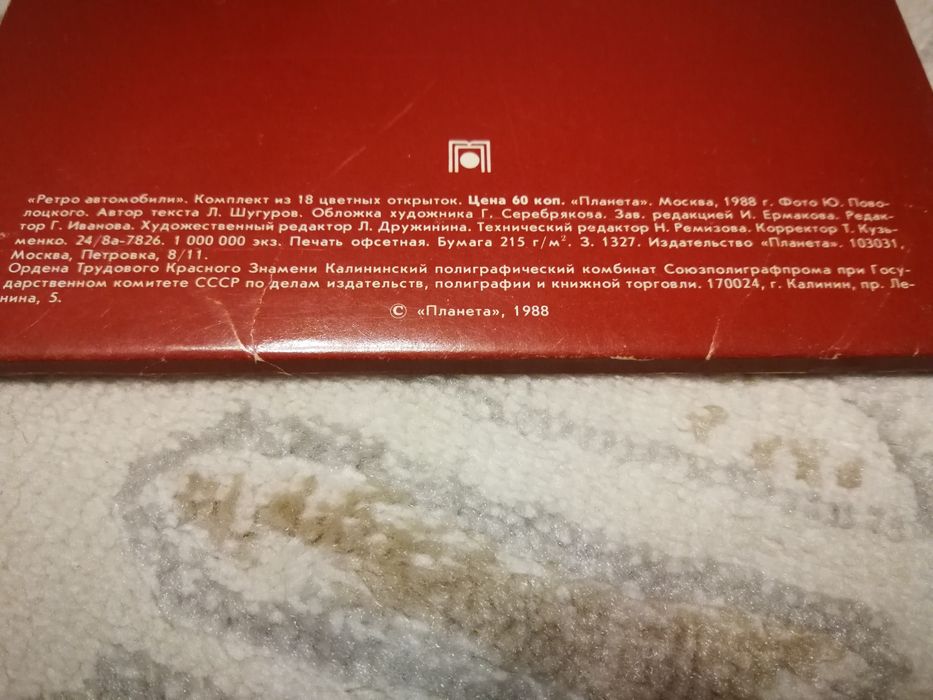 «Ретро автомобили». Комплект из 18 цветных открыток. Цена 60 коп. «Планета». Москва, 1988 г. Фото Ю. Пово-
лоцкого. Автор текста Л. Шугуров. Обложка художника Г. Серебрякова. Зав. редакцией И. Ермакова. Редак-
тор Г. Иванова. Художественный редактор Л. Дружинина. Технический редактор Н. Ремизова. Корректор Т. Кузь-
менко. 24/8а-7826. 1 000 000 экз. Печать офсетная. Бумага 215 г/м². З. 1327. Издательство «Планета». 103031,
Москва, Петровка, 8/11.
Ордена Трудового Красного Знамени Калининский полиграфический комбинат Союзполиграфпрома при Госу-
дарственном комитете СССР по делам издательств, полиграфии и книжной торговли. 170024, г. Калинин, пр. Ле-
нина, 5.
© «Планета», 1988